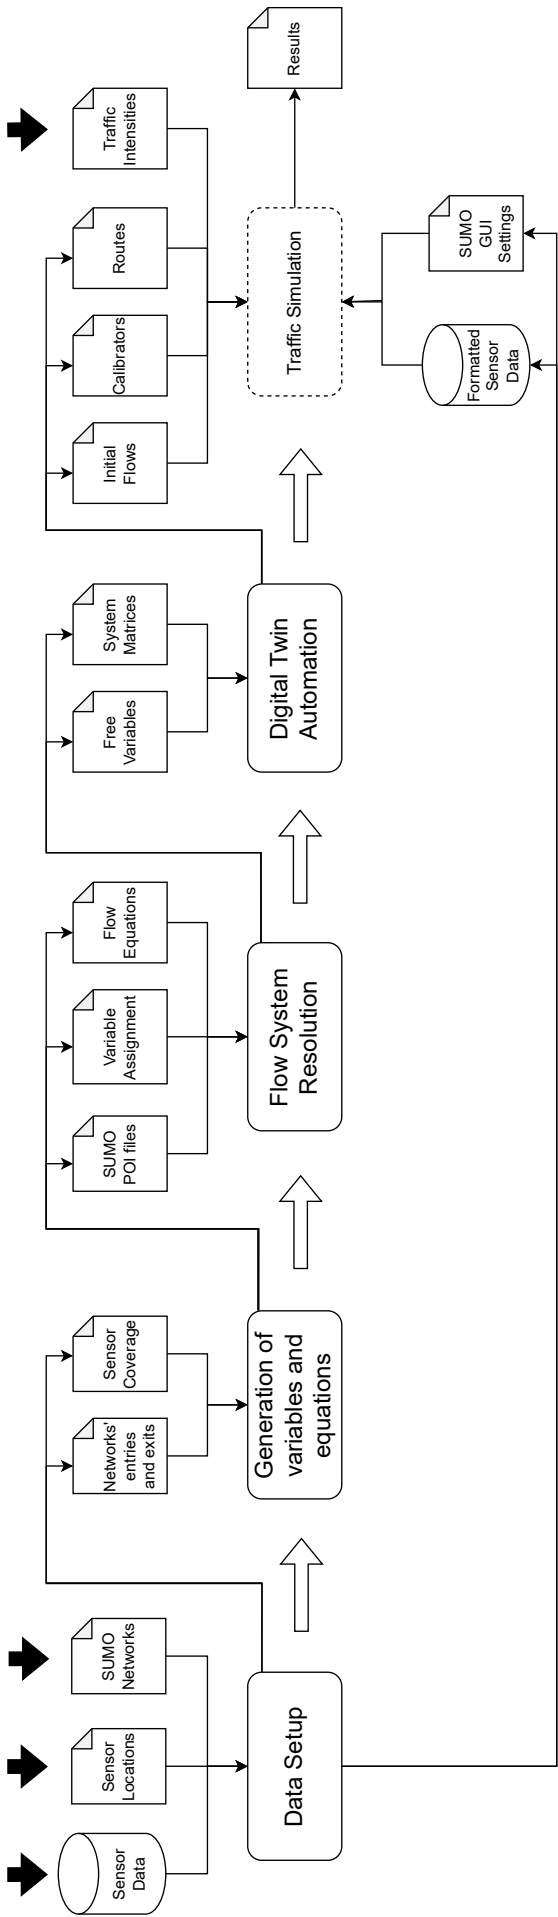 Sensor
Data
Sensor
Locations
SUMO
Networks
Data Setup
Networks'
entries
and exits
Sensor
Coverage
Generation of
variables and
equations
SUMO
POI files
Variable
Assignment
Flow
Equations
Flow System
Resolution
Free
Variables
System
Matrices
Digital Twin
Automation
Initial
Flows
Calibrators
Routes
Traffic
Intensities
Traffic Simulation
Formatted
Sensor
Data
SUMO
GUI
Settings
Results